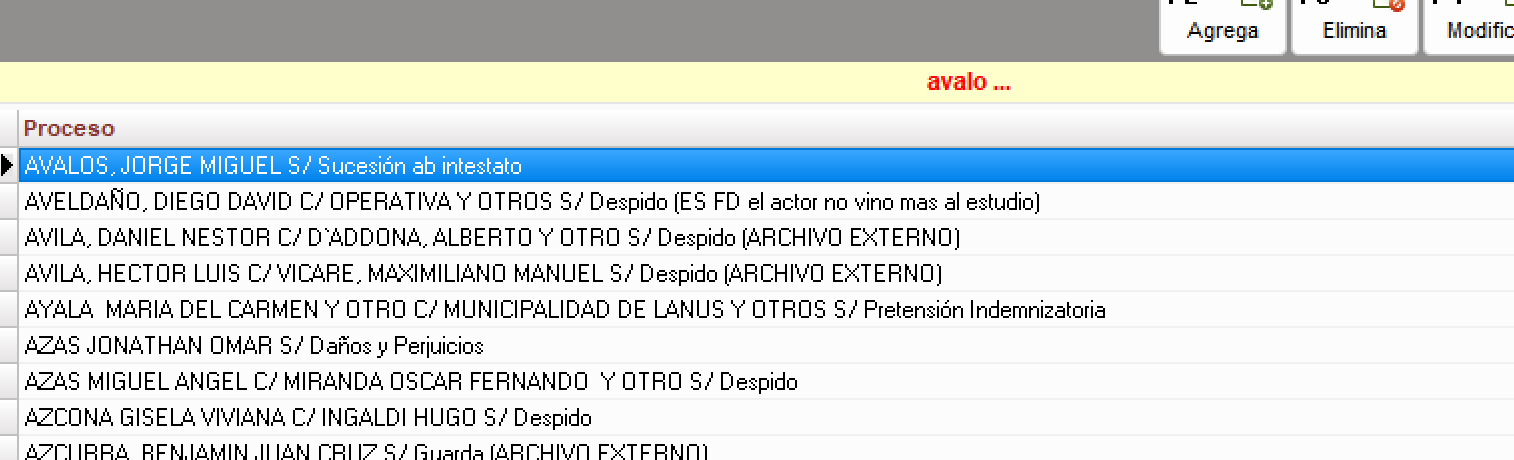 Agrega Elimina Modific
avalo ...
Proceso
AVALOS, JORGE MIGUEL S/ Sucesión ab intestato
AVELDAÑO, DIEGO DAVID C/ OPERATIVA Y OTROS S/ Despido (ES FD el actor no vino mas al estudio)
AVILA, DANIEL NESTOR C/ D`ADDONA, ALBERTO Y OTRO S/ Despido (ARCHIVO EXTERNO)
AVILA, HECTOR LUIS C/ VICARE, MAXIMILIANO MANUEL S/ Despido (ARCHIVO EXTERNO)
AYALA  MARIA DEL CARMEN Y OTRO C/ MUNICIPALIDAD DE LANUS Y OTROS S/ Pretensión Indemnizatoria
AZAS JONATHAN OMAR S/ Daños y Perjuicios
AZAS MIGUEL ANGEL C/ MIRANDA OSCAR FERNANDO  Y OTRO S/ Despido
AZCONA GISELA VIVIANA C/ INGALDI HUGO S/ Despido
AZCURRA, BENJAMIN JUAN CRUZ S/ Guarda (ARCHIVO EXTERNO)